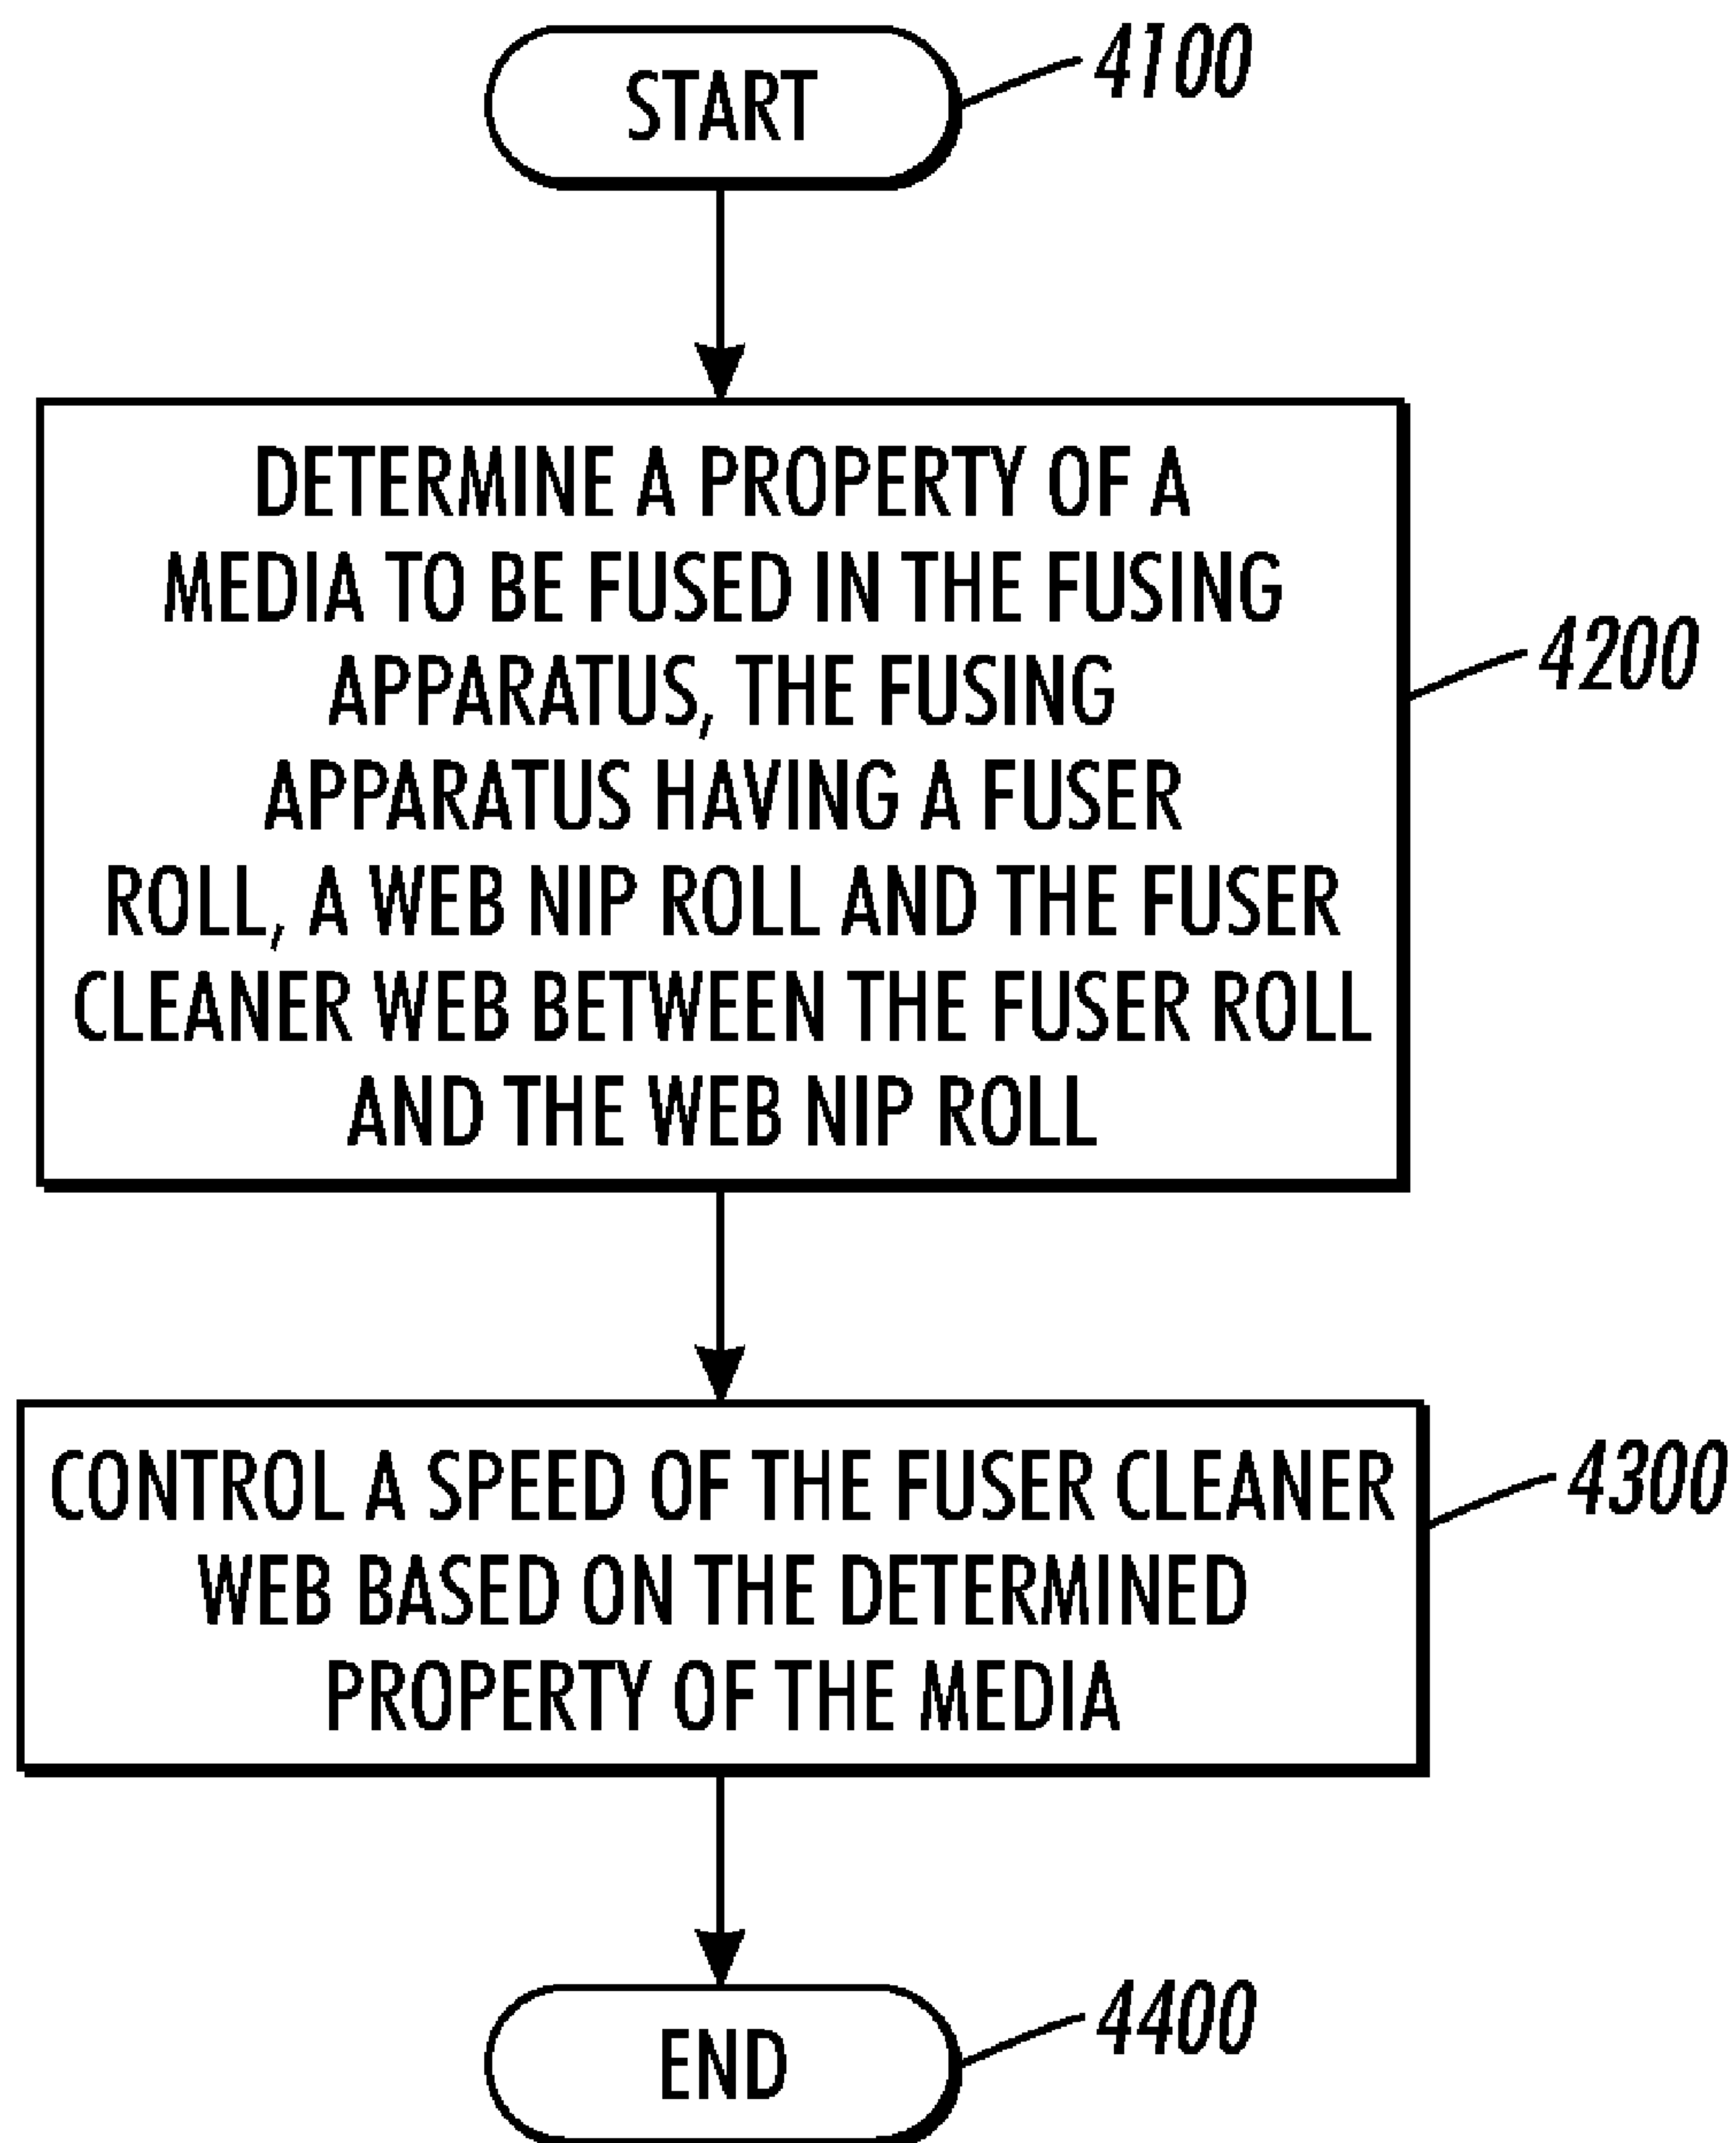 START
4100
DETERMINE A PROPERTY OF A
MEDIA TO BE FUSED IN THE FUSING
APPARATUS, THE FUSING
APPARATUS HAVING A FUSER
ROLL, A WEB NIP ROLL AND THE FUSER
CLEANER WEB BETWEEN THE FUSER ROLL
AND THE WEB NIP ROLL
4200
CONTROL A SPEED OF THE FUSER CLEANER
WEB BASED ON THE DETERMINED
PROPERTY OF THE MEDIA
4300
END
4400